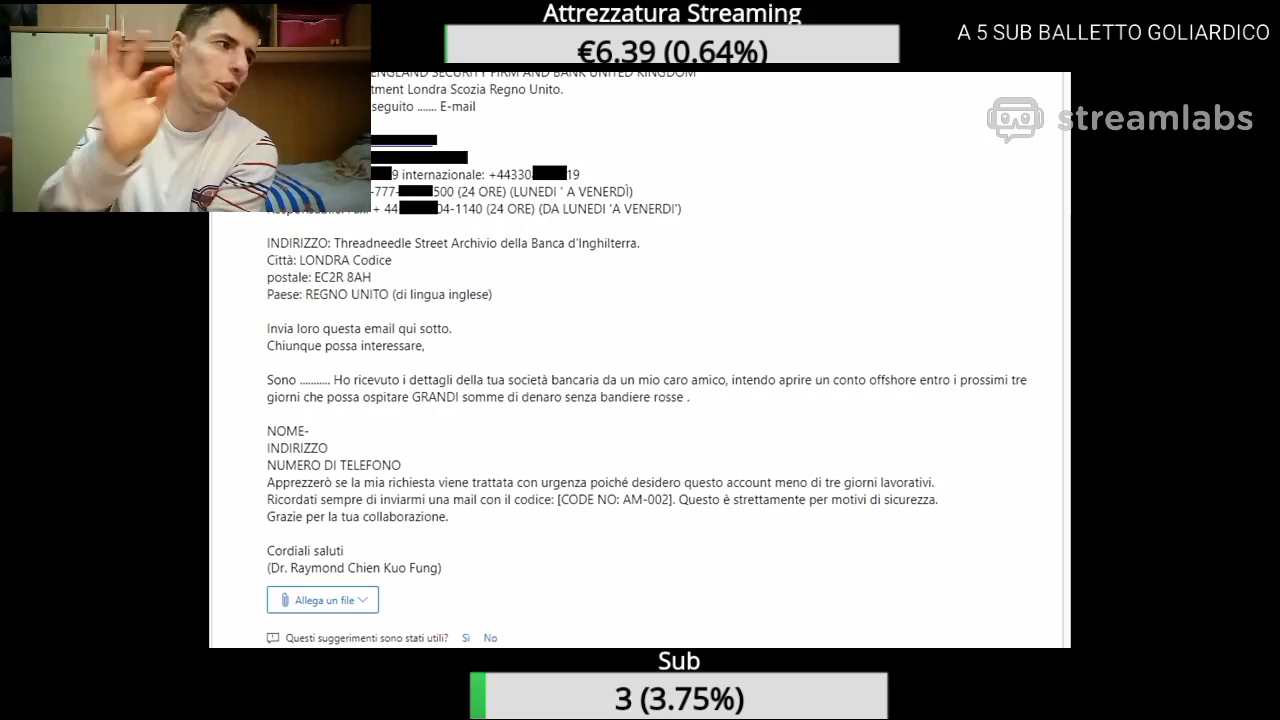 Attrezzatura Streaming
€6.39 (0.64%)
A 5 SUB BALLETTO GOLIARDICO
streamlabs
ENGLAND SECURITY FIRM AND BANK UNITED KINGDOM
tment Londra Scozia Regno Unito.
seguito ....... E-mail
9 internazionale: +44330 19
-777- 500 (24 ORE) (LUNEDI ' A VENERDÌ)
+ 44 04-1140 (24 ORE) (DA LUNEDI 'A VENERDI')
INDIRIZZO: Threadneedle Street Archivio della Banca d'Inghilterra.
Città: LONDRA Codice
postale: EC2R 8AH
Paese: REGNO UNITO (di lingua inglese)
Invia loro questa email qui sotto.
Chiunque possa interessare,
Sono ........... Ho ricevuto i dettagli della tua società bancaria da un mio caro amico, intendo aprire un conto offshore entro i prossimi tre
giorni che possa ospitare GRANDI somme di denaro senza bandiere rosse .
NOME-
INDIRIZZO
NUMERO DI TELEFONO
Apprezzerò se la mia richiesta viene trattata con urgenza poiché desidero questo account meno di tre giorni lavorativi.
Ricordati sempre di inviarmi una mail con il codice: [CODE NO: AM-002]. Questo è strettamente per motivi di sicurezza.
Grazie per la tua collaborazione.
Cordiali saluti
(Dr. Raymond Chien Kuo Fung)
Allega un file
Questi suggerimenti sono stati utili? Sì No
Sub
3 (3.75%)